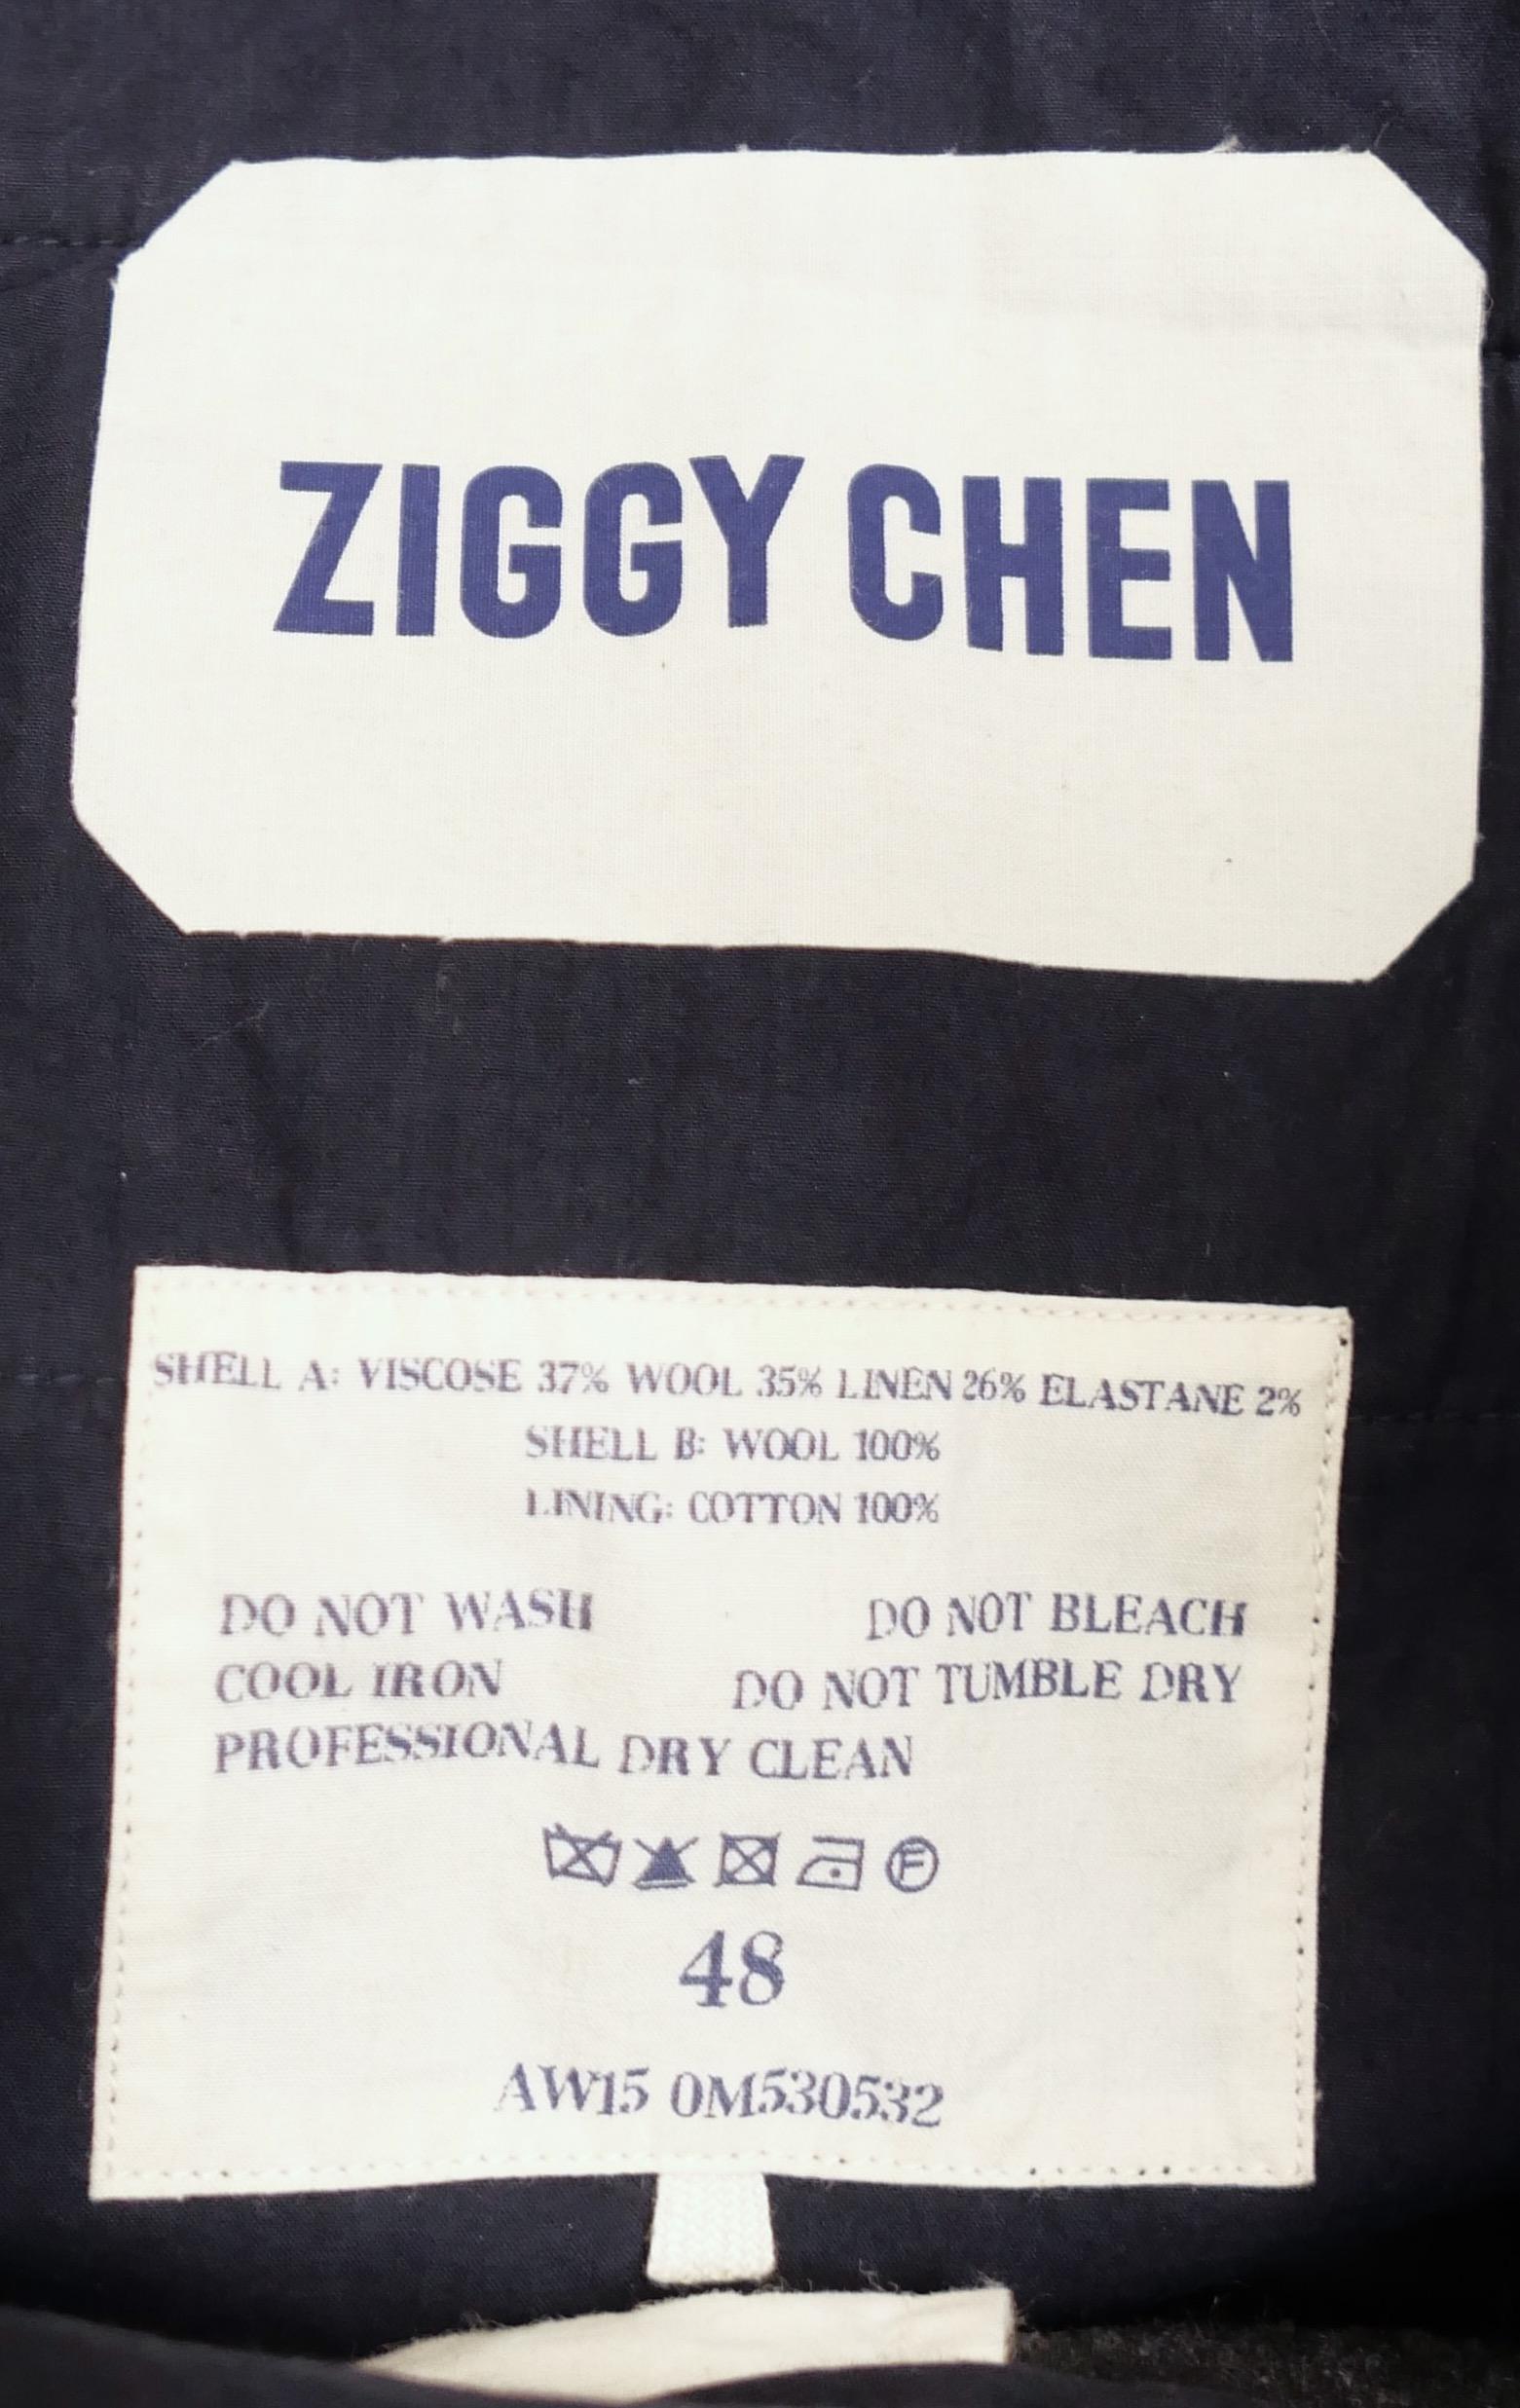 ZIGGY CHEN
SHELL A: VISCOSE 37% WOOL 35% LINEN 26% ELASTANE 2%
SHELL B: WOOL 100%
LINING: COTTON 100%
DO NOT WASH DO NOT BLEACH
COOL IRON DO NOT TUMBLE DRY
PROFESSIONAL DRY CLEAN
F
48
AW15 0M530532